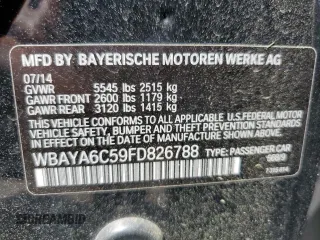 MFD BY BAYERISCHE MOTOREN WERKE AG
07/14
GVWR 5545 lbs 2515 kg
GAWR FRONT 2600 lbs 1179 kg
GAWR REAR 3120 lbs 1415 kg
THIS VEHICLE CONFORMS TO ALL APPLICABLE U.S. FEDERAL MOTOR
VEHICLE SAFETY, BUMPER, AND THEFT PREVENTION STANDARDS
IN EFFECT ON THE DATE OF MANUFACTURE SHOWN ABOVE.
WBAYA6C59FD826788 TYPE: PASSENGER CAR